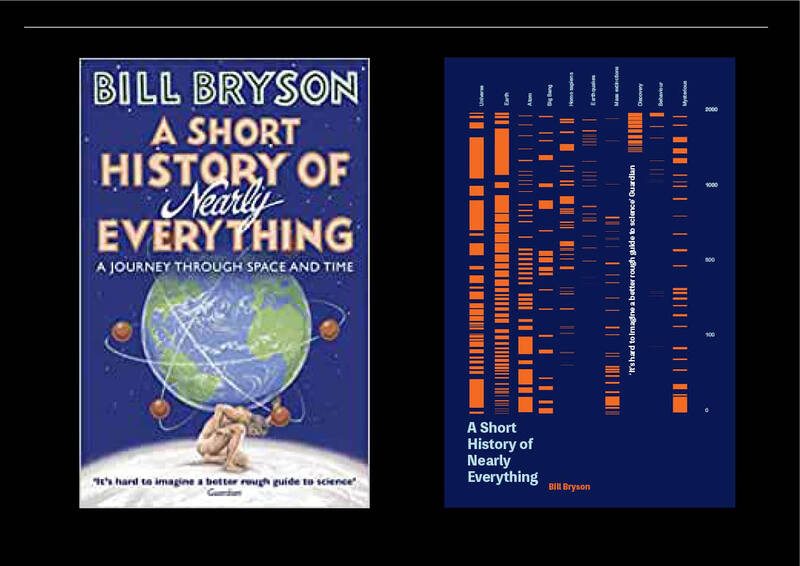 BILL BRYSON
A SHORT
HISTORY OF
Nearly
EVERYTHING
A JOURNEY THROUGH SPACE AND TIME
'It's hard to imagine a better rough guide to science'
Guardian
Universe
Earth
Atom
Big Bang
Homo sapiens
Earthquakes
Mass extinctions
Discovery
Behaviour
Mysterious
2000
1000
500
100
0
'It's hard to imagine a better rough guide to science' Guardian
A Short
History of
Nearly
Everything
Bill Bryson